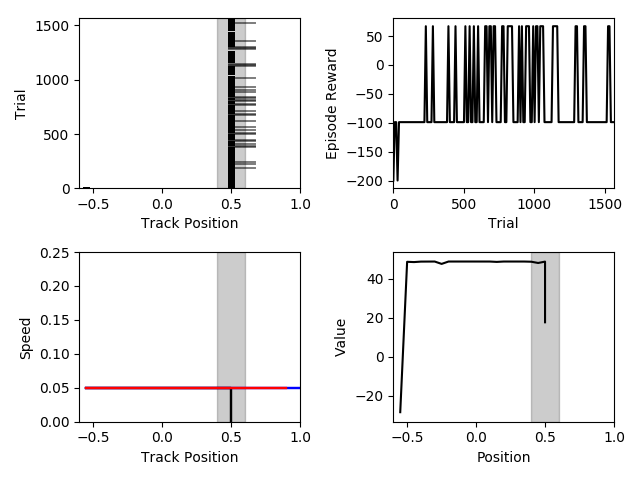 1500
1000
500
0
Trial
−0.5 0.0 0.5 1.0
Track Position
50
0
−50
−100
−150
−200
Episode Reward
0 500 1000 1500
Trial
0.25
0.20
0.15
0.10
0.05
0.00
Speed
−0.5 0.0 0.5 1.0
Track Position
40
20
0
−20
Value
−0.5 0.0 0.5 1.0
Position